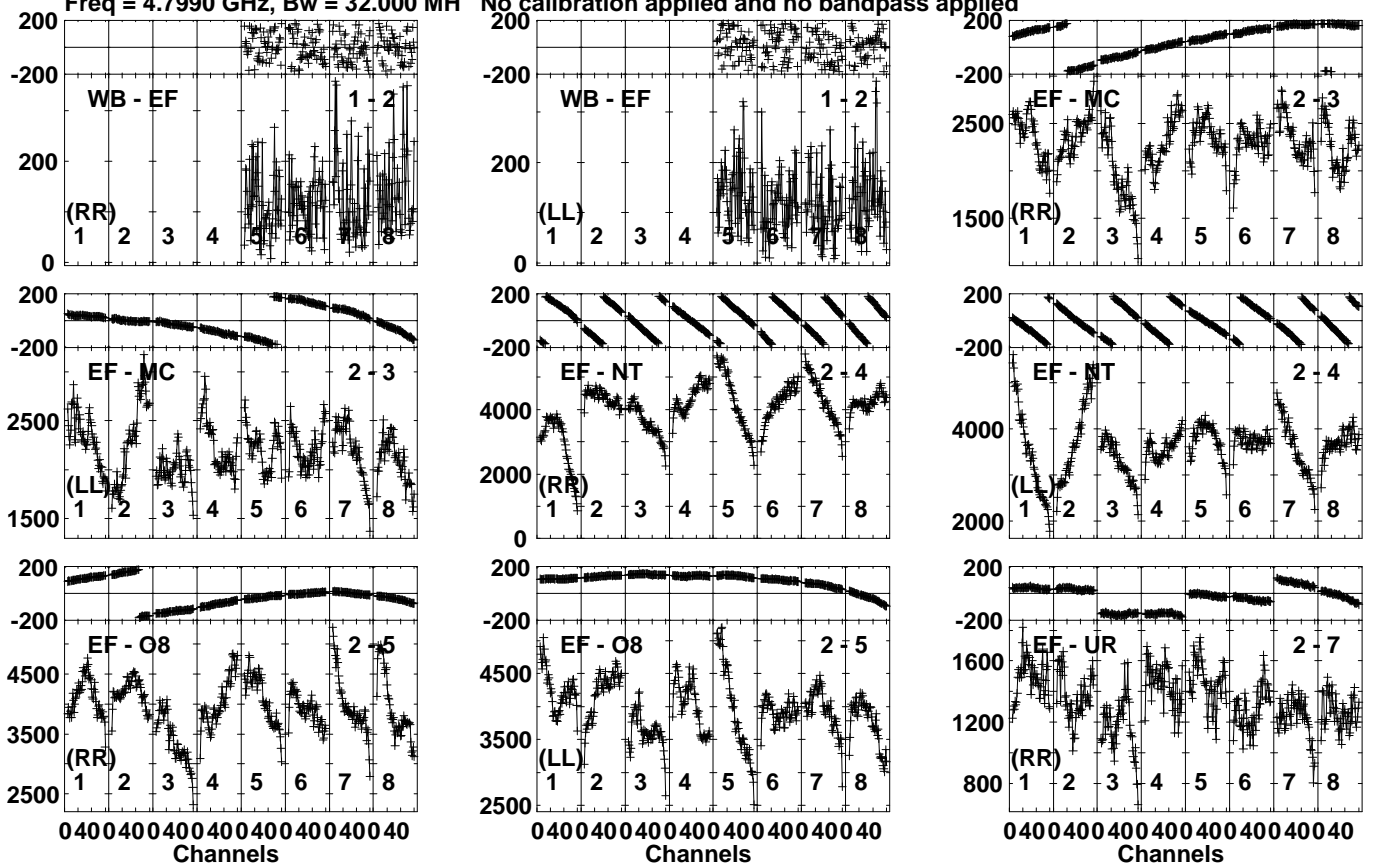 Freq = 4.7990 GHz, Bw = 32.000 MH No calibration applied and no bandpass applied
200
-200
WB - EF 1 - 2
200
(RR)
1 2 3 4 5 6 7 8
0
200
-200
WB - EF 1 - 2
200
(LL)
1 2 3 4 5 6 7 8
0
200
-200
EF - MC 2 - 3
2500
1500
(RR)
1 2 3 4 5 6 7 8
200
-200
EF - MC 2 - 3
2500
(LL)
1 2 3 4 5 6 7 8
1500
200
-200
EF - NT 2 - 4
4000
2000
(RR)
1 2 3 4 5 6 7 8
0
200
-200
EF - NT 2 - 4
4000
(LL)
1 2 3 4 5 6 7 8
2000
200
-200
EF - O8 2 - 5
4500
3500
(RR)
1 2 3 4 5 6 7 8
2500
0 40 0 40 0 40 0 40 0 40 0 40 0 40 0 40
Channels
200
-200
EF - O8 2 - 5
4500
3500
(LL)
1 2 3 4 5 6 7 8
2500
0 40 0 40 0 40 0 40 0 40 0 40 0 40 0 40
Channels
200
-200
EF - UR 2 - 7
1600
1200
(RR)
1 2 3 4 5 6 7 8
800
0 40 0 40 0 40 0 40 0 40 0 40 0 40 0 40
Channels